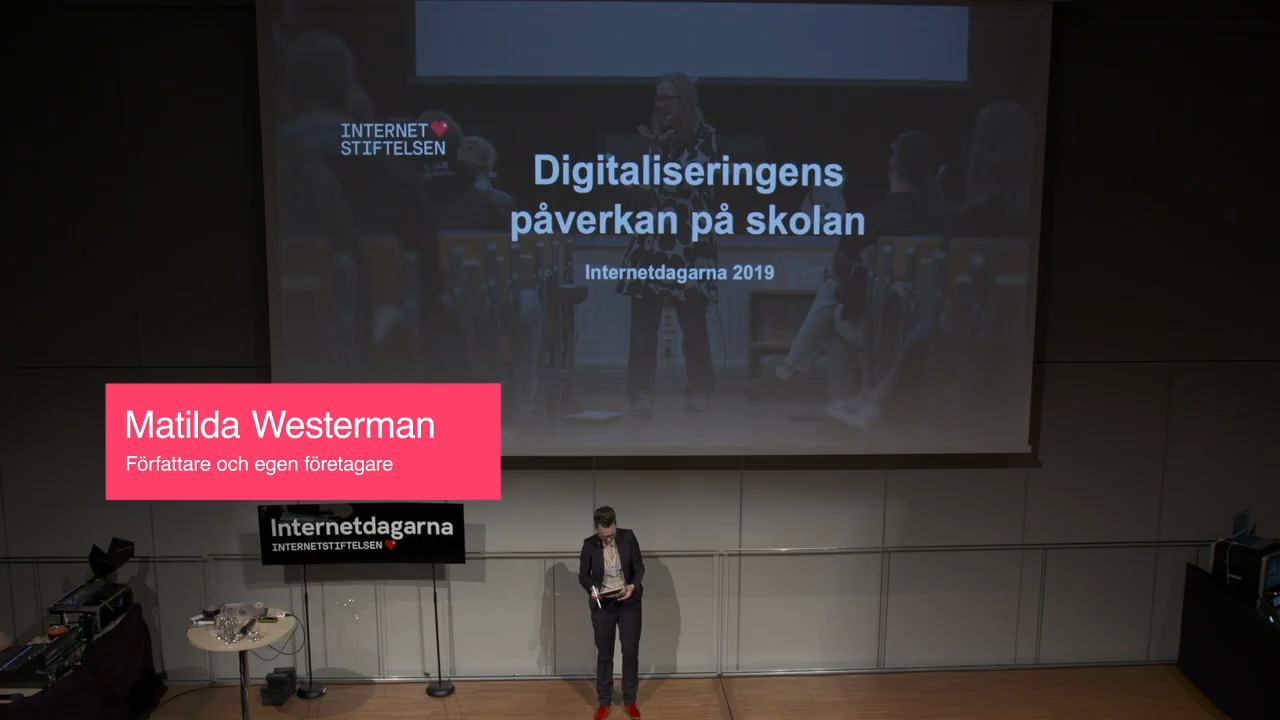 INTERNET
STIFTELSEN
Digitaliseringens
påverkan på skolan
Internetdagarna 2019
Matilda Westerman
Författare och egen företagare
Internetdagarna
INTERNETSTIFTELSEN